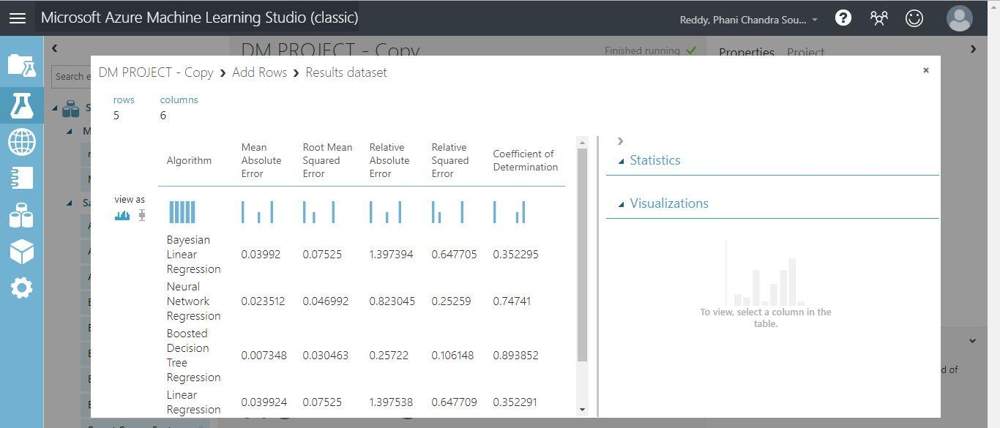 Microsoft Azure Machine Learning Studio (classic)
Reddy, Phani Chandra Sou...
DM PROJECT - Copy
Finished running
Properties Project
Search e
DM PROJECT - Copy > Add Rows > Results dataset
×
rows columns
5 6
Algorithm
Mean
Absolute
Error
Root Mean
Squared
Error
Relative
Absolute
Error
Relative
Squared
Error
Coefficient of
Determination
view as
Bayesian
Linear
Regression
0.03992 0.07525 1.397394 0.647705 0.352295
Neural
Network
Regression
0.023512 0.046992 0.823045 0.25259 0.74741
Boosted
Decision
Tree
Regression
0.007348 0.030463 0.25722 0.106148 0.893852
Linear
Regression
0.039924 0.07525 1.397538 0.647709 0.352291
Statistics
Visualizations
To view, select a column in the
table.
d of